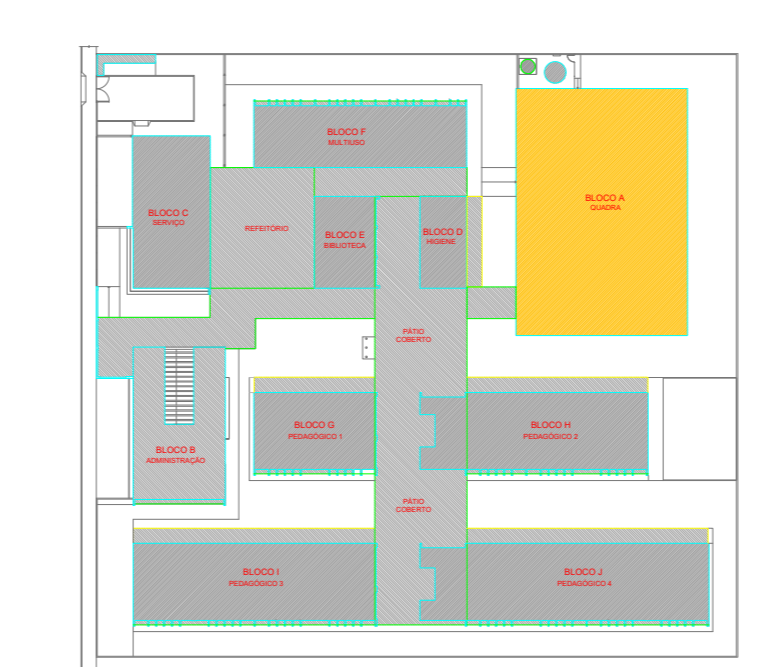 BLOCO F
MULTIUSO
BLOCO A
QUADRA
BLOCO C
SERVIÇO
REFEITÓRIO
BLOCO E
BIBLIOTECA
BLOCO D
HIGIENE
PÁTIO
COBERTO
BLOCO G
PEDAGÓGICO 1
BLOCO H
PEDAGÓGICO 2
BLOCO B
ADMINISTRAÇÃO
PÁTIO
COBERTO
BLOCO I
PEDAGÓGICO 3
BLOCO J
PEDAGÓGICO 4